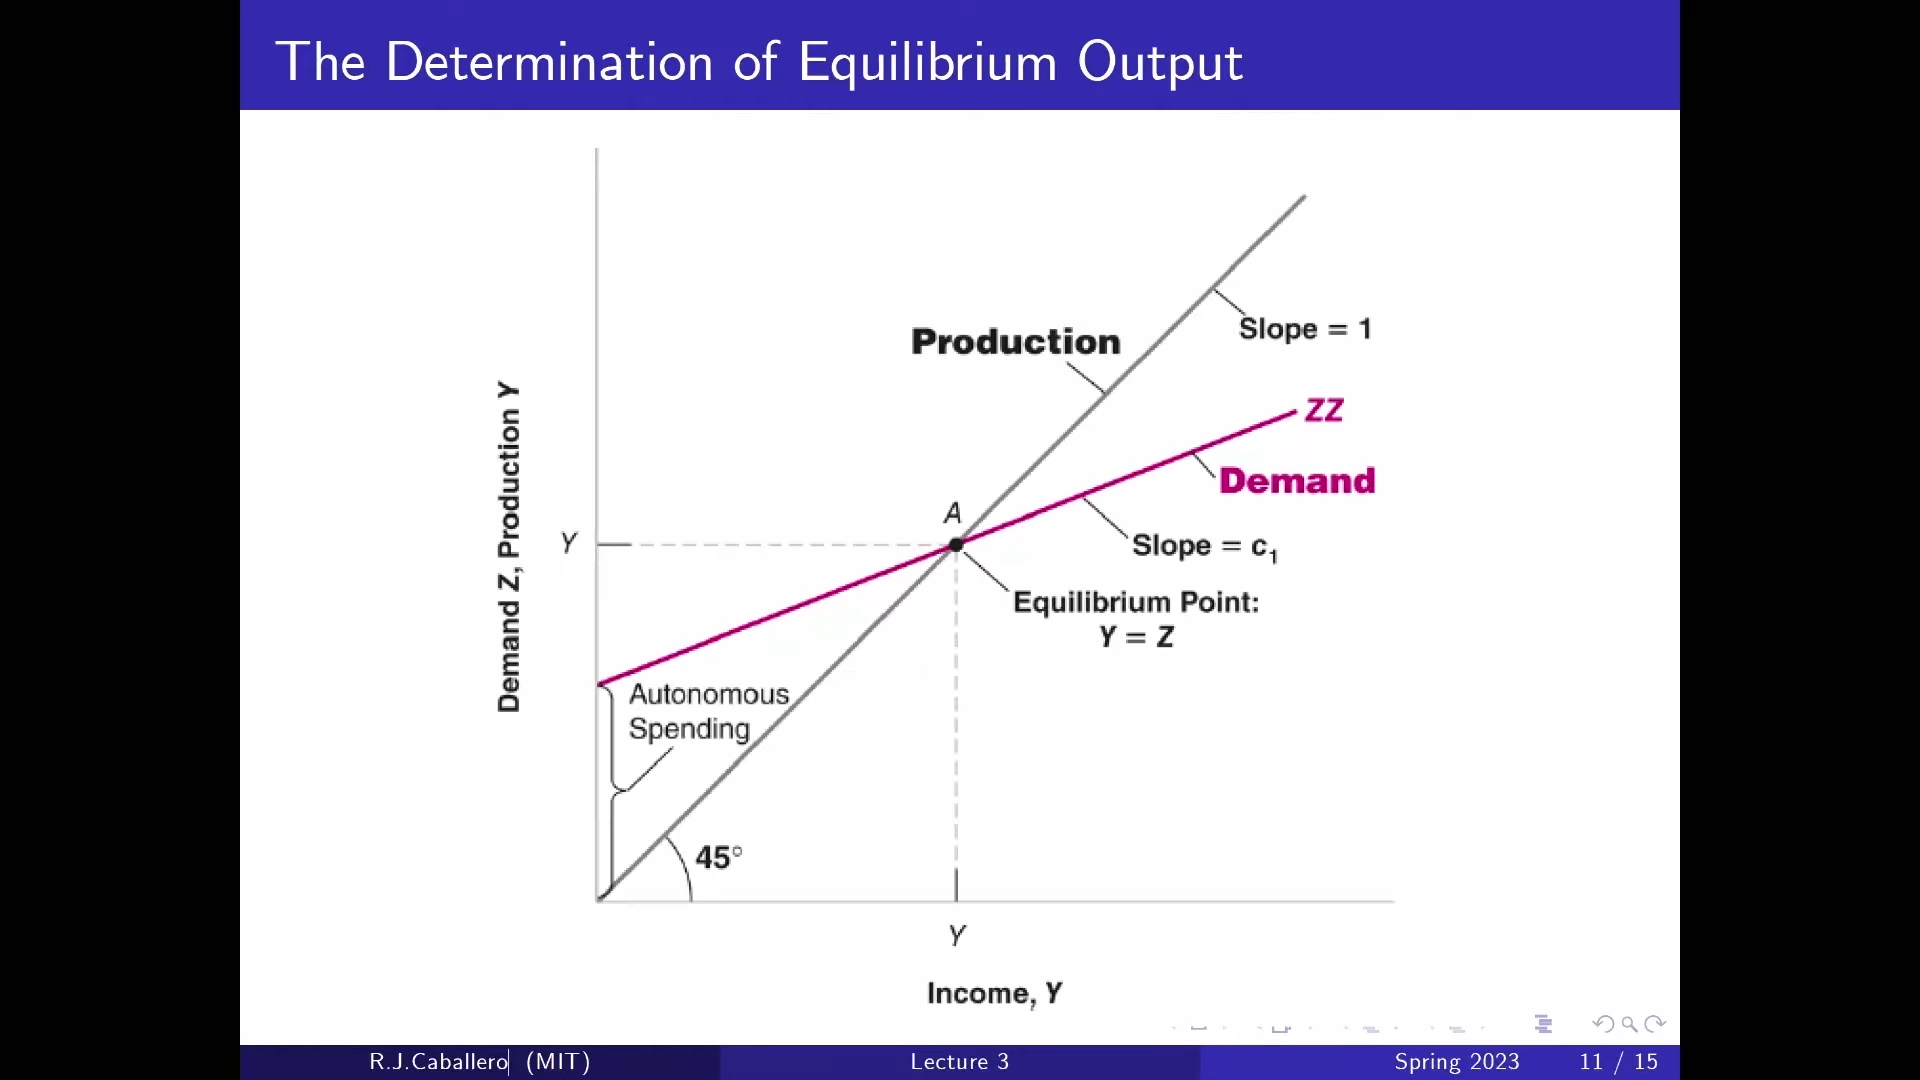 The Determination of Equilibrium Output
Production
Slope = 1
ZZ
Demand
Demand Z, Production Y
Y
A
Slope = c₁
Equilibrium Point:
Y = Z
Autonomous
Spending
45°
Y
Income, Y
R.J.Caballero (MIT)
Lecture 3
Spring 2023
11 / 15